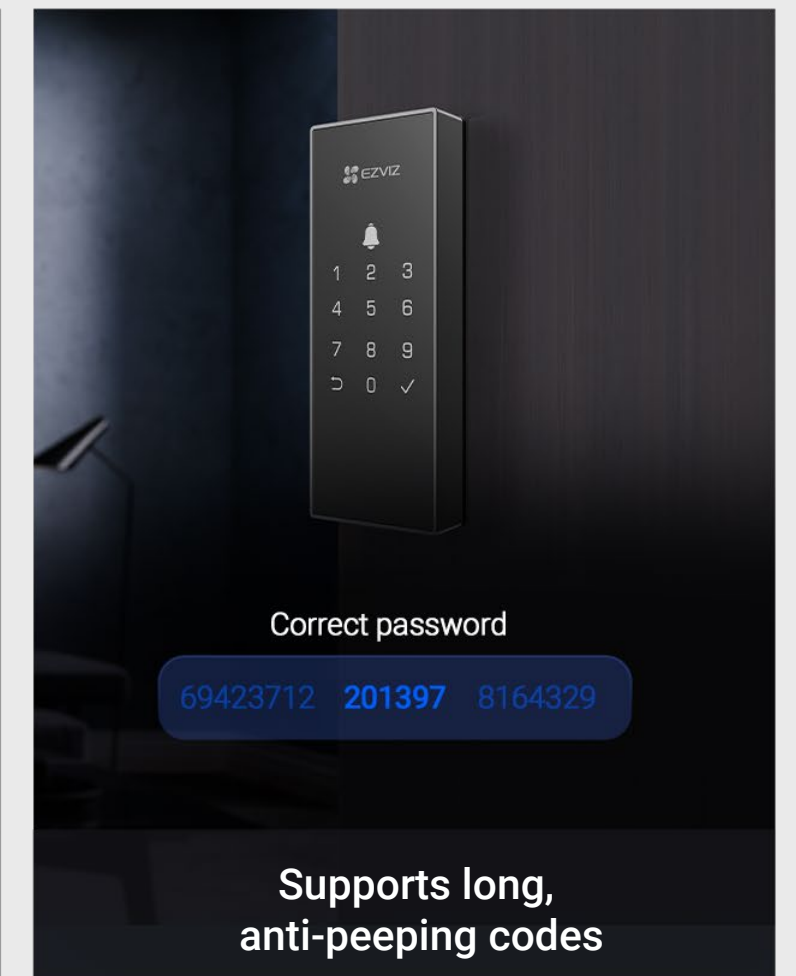 EZVIZ
1 2 3
4 5 6
7 8 9
0
Correct password
69423712 201397 8164329
Supports long,
anti-peeping codes